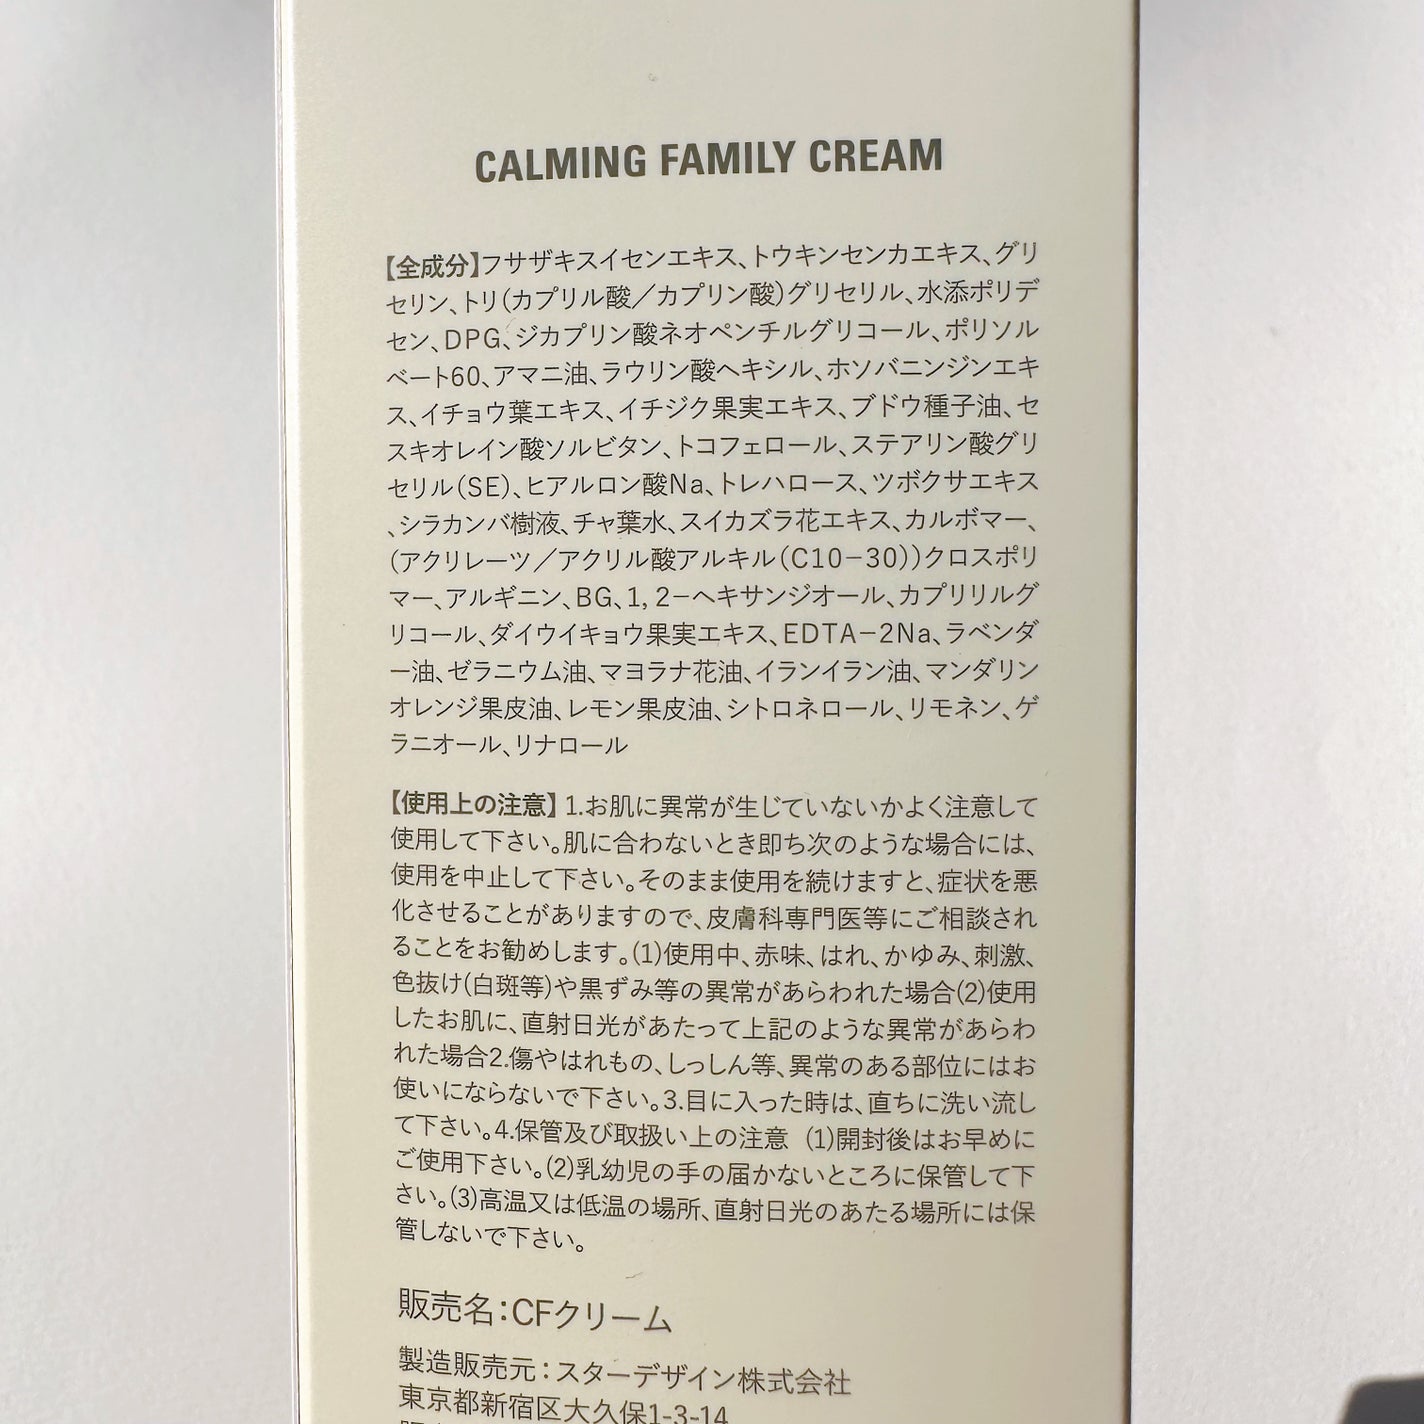 CALMING FAMILY CREAM
【全成分】フサザキスイセンエキス、トウキンセンカエキス、グリ
セリン、トリ(カプリル酸／カプリン酸)グリセリル、水添ポリデ
セン、DPG、ジカプリン酸ネオペンチルグリコール、ポリソル
ベート60、アマニ油、ラウリン酸ヘキシル、ホソバニンジンエキ
ス、イチョウ葉エキス、イチジク果実エキス、ブドウ種子油、セ
スキオレイン酸ソルビタン、トコフェロール、ステアリン酸グリ
セリル(SE)、ヒアルロン酸Na、トレハロース、ツボクサエキス
、シラカンバ樹液、チャ葉水、スイカズラ花エキス、カルボマー、
(アクリレーツ／アクリル酸アルキル(C10−30))クロスポリ
マー、アルギニン、BG、1, 2−ヘキサンジオール、カプリリルグ
リコール、ダイウイキョウ果実エキス、EDTA−2Na、ラベンダ
ー油、ゼラニウム油、マヨラナ花油、イランイラン油、マンダリン
オレンジ果皮油、レモン果皮油、シトロネロール、リモネン、ゲ
ラニオール、リナロール
【使用上の注意】1.お肌に異常が生じていないかよく注意して
使用して下さい。肌に合わないとき即ち次のような場合には、
使用を中止して下さい。そのまま使用を続けますと、症状を悪
化させることがありますので、皮膚科専門医等にご相談され
ることをお勧めします。(1)使用中、赤味、はれ、かゆみ、刺激、
色抜け(白斑等)や黒ずみ等の異常があらわれた場合(2)使用
したお肌に、直射日光があたって上記のような異常があらわ
れた場合2.傷やはれもの、しっしん等、異常のある部位にはお
使いにならないで下さい。3.目に入った時は、直ちに洗い流し
て下さい。4.保管及び取扱い上の注意 (1)開封後はお早めに
ご使用下さい。(2)乳幼児の手の届かないところに保管して下
さい。(3)高温又は低温の場所、直射日光のあたる場所には保
管しないで下さい。
販売名：CFクリーム
製造販売元：スターデザイン株式会社
東京都新宿区大久保1-3-14